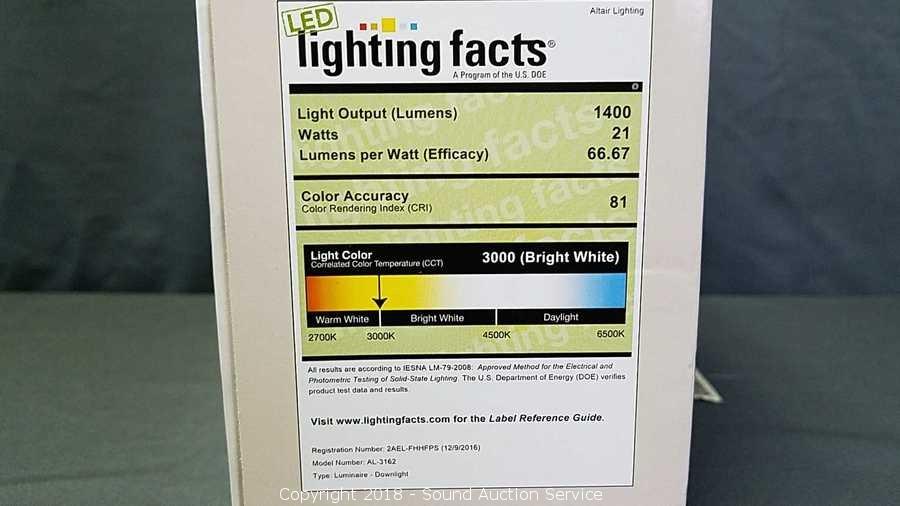 Altair Lighting
LED
lighting facts®
A Program of the U.S. DOE
Light Output (Lumens) 1400
Watts 21
Lumens per Watt (Efficacy) 66.67
Color Accuracy
Color Rendering Index (CRI) 81
Light Color
Correlated Color Temperature (CCT) 3000 (Bright White)
Warm White Bright White Daylight
2700K 3000K 4500K 6500K
All results are according to IESNA LM-79-2008: Approved Method for the Electrical and
Photometric Testing of Solid-State Lighting. The U.S. Department of Energy (DOE) verifies
product test data and results.
Visit www.lightingfacts.com for the Label Reference Guide.
Registration Number: 2AEL-FHHFPS (12/9/2016)
Model Number: AL-3162
Type: Luminaire - Downlight
Copyright 2018 - Sound Auction Service